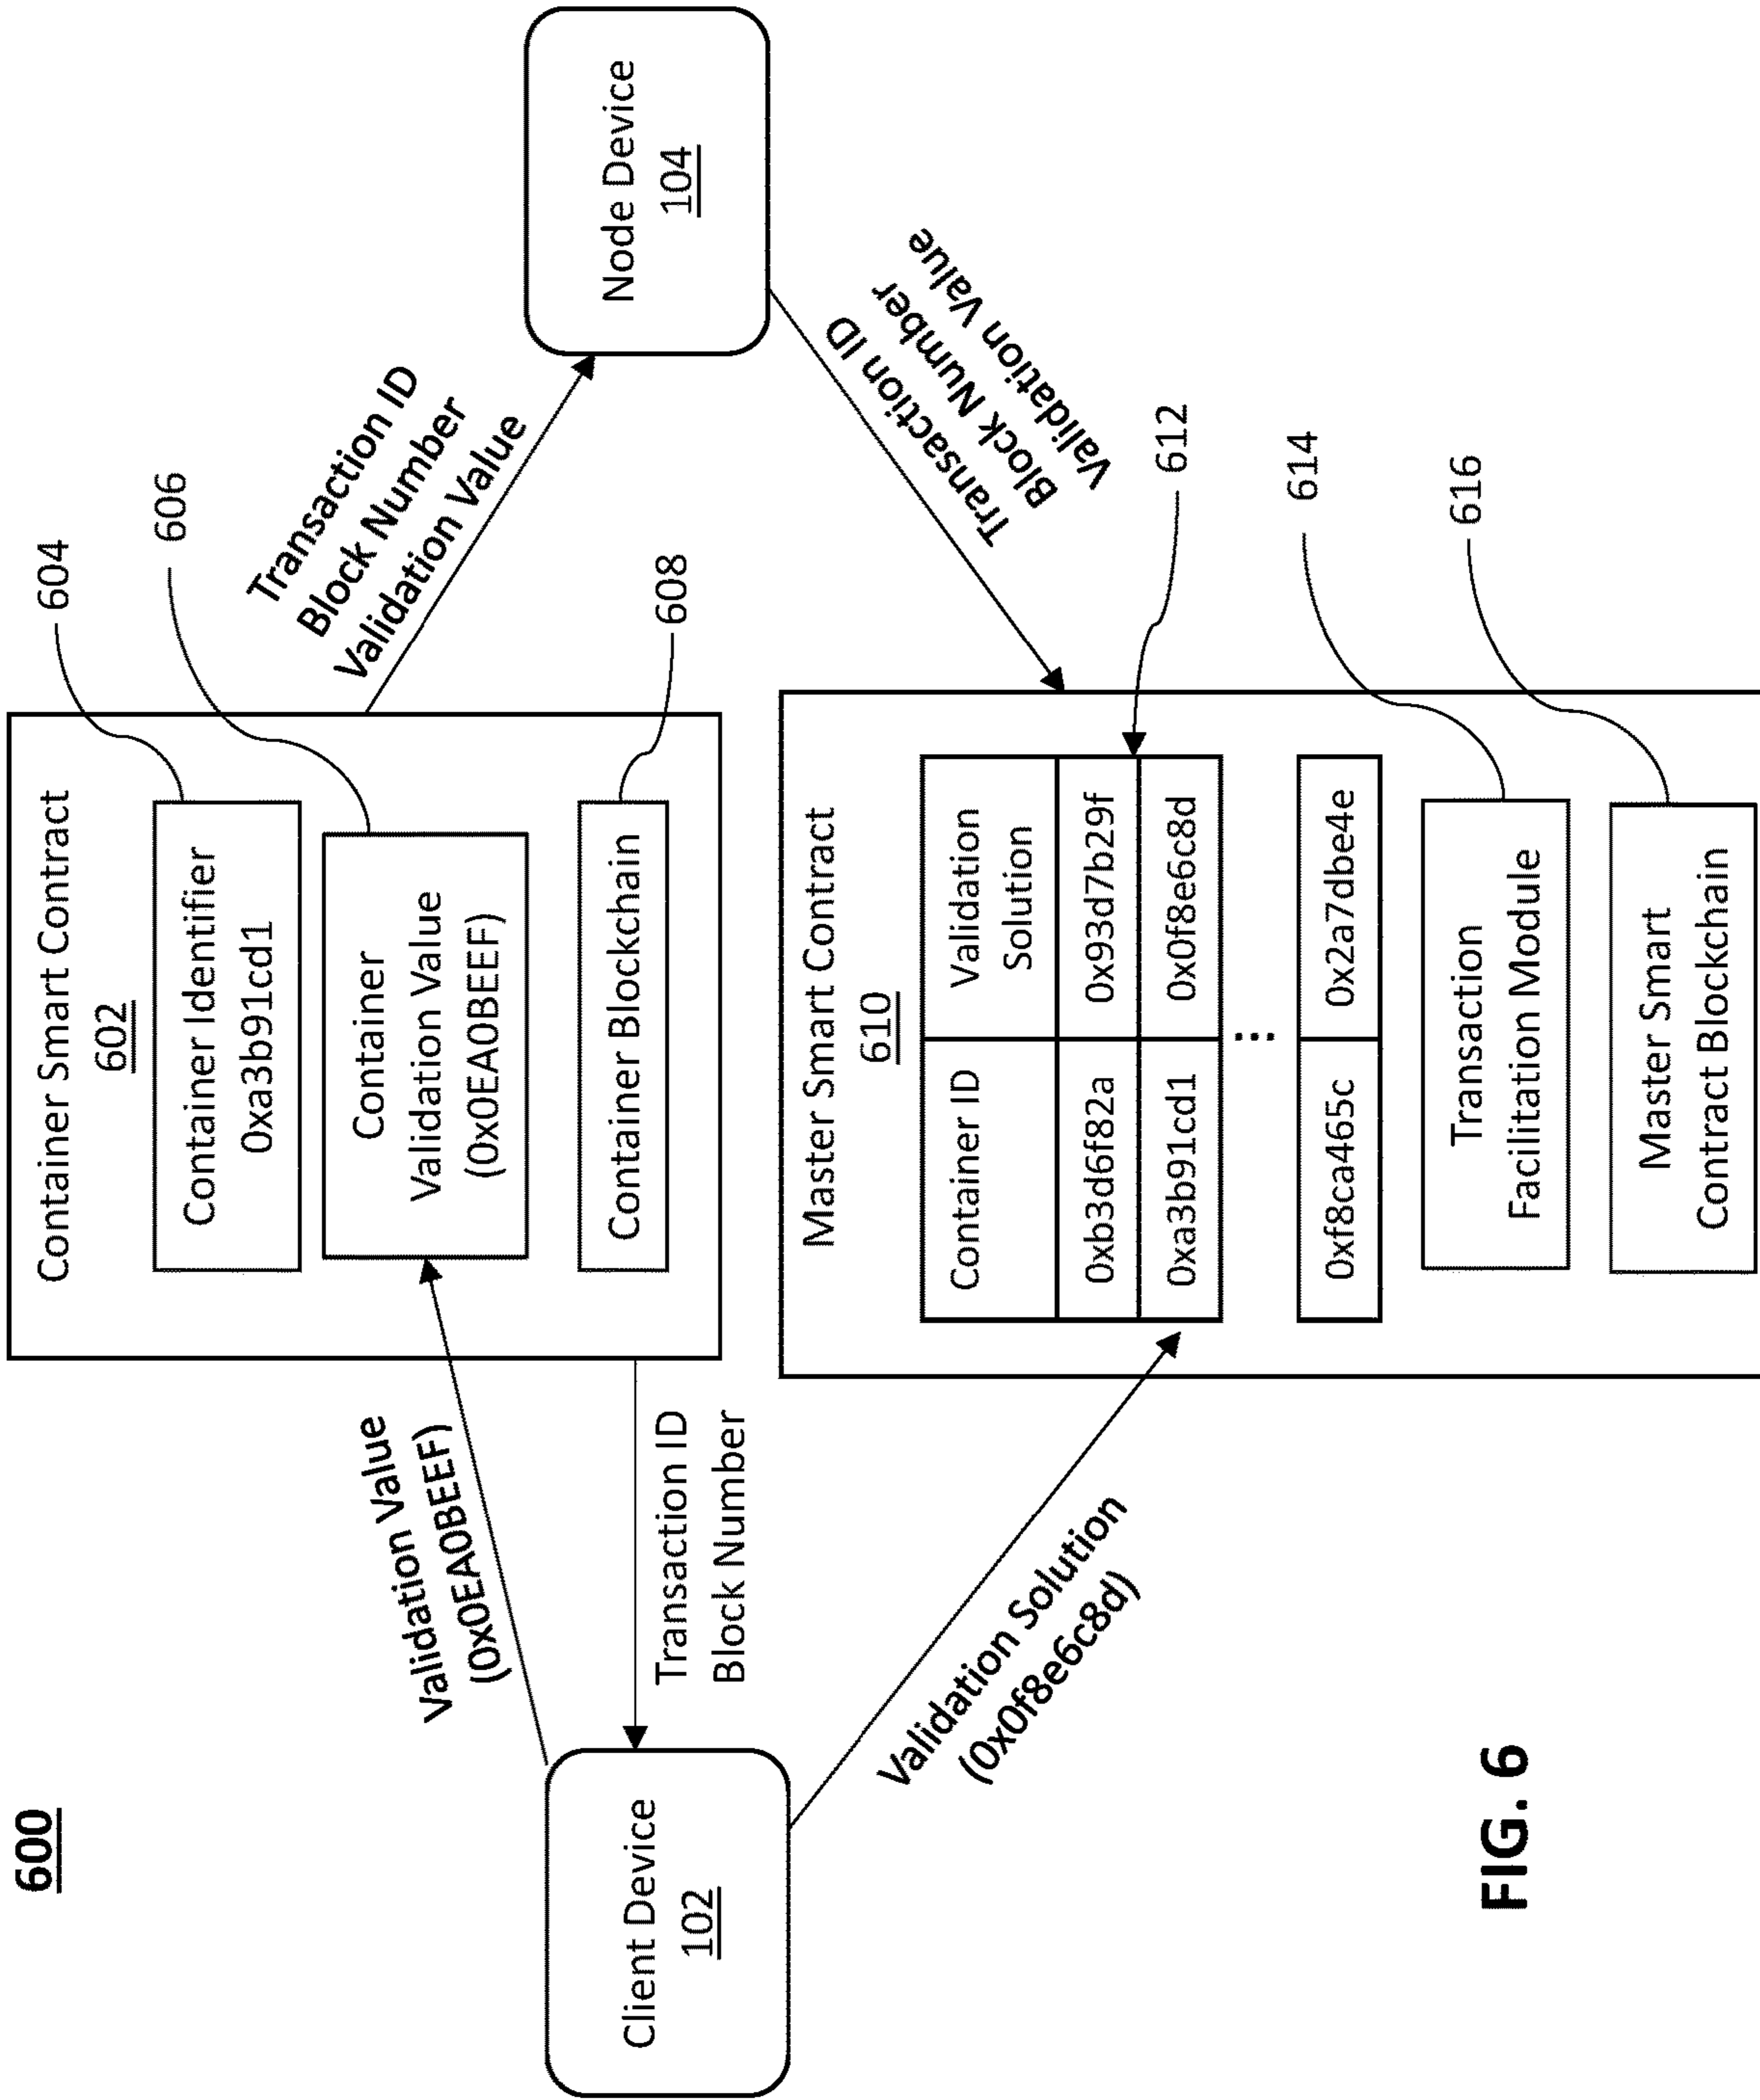 600
Container Smart Contract
602
604
Container Identifier
0xa3b91cd1
606
Container
Validation Value
(0x0EA0BEEF)
Container Blockchain
608
Validation Value
(0x0EA0BEEF)
Transaction ID
Block Number
Transaction ID
Block Number
Validation Value
Client Device
102
Node Device
104
Validation Solution
(0x0f8e6c8d)
Transaction ID
Block Number
Validation Value
Master Smart Contract
610
Container ID
Validation
Solution
0xb3d6f82a
0x93d7b29f
612
0xa3b91cd1
0x0f8e6c8d
...
0xf8ca465c
0x2a7dbe4e
Transaction
Facilitation Module
614
Master Smart
Contract Blockchain
616
FIG. 6